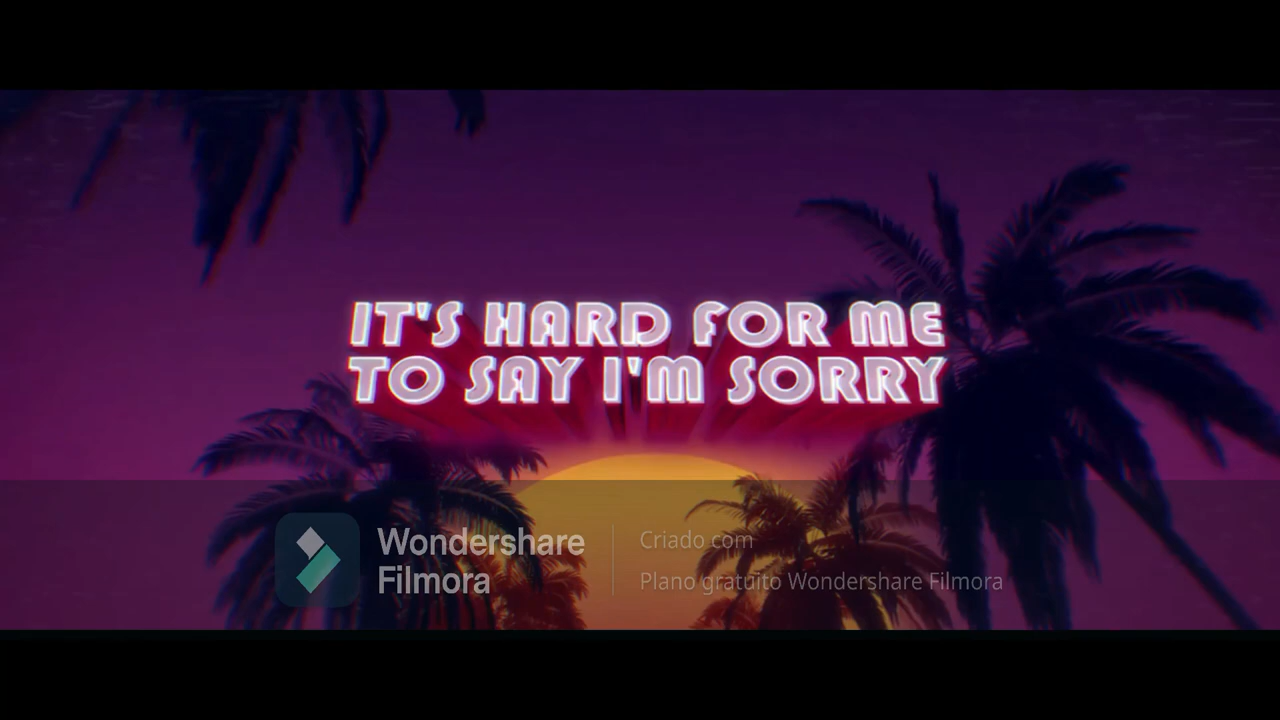 IT'S HARD FOR ME
TO SAY I'M SORRY
Wondershare
Filmora
Criado com
Plano gratuito Wondershare Filmora